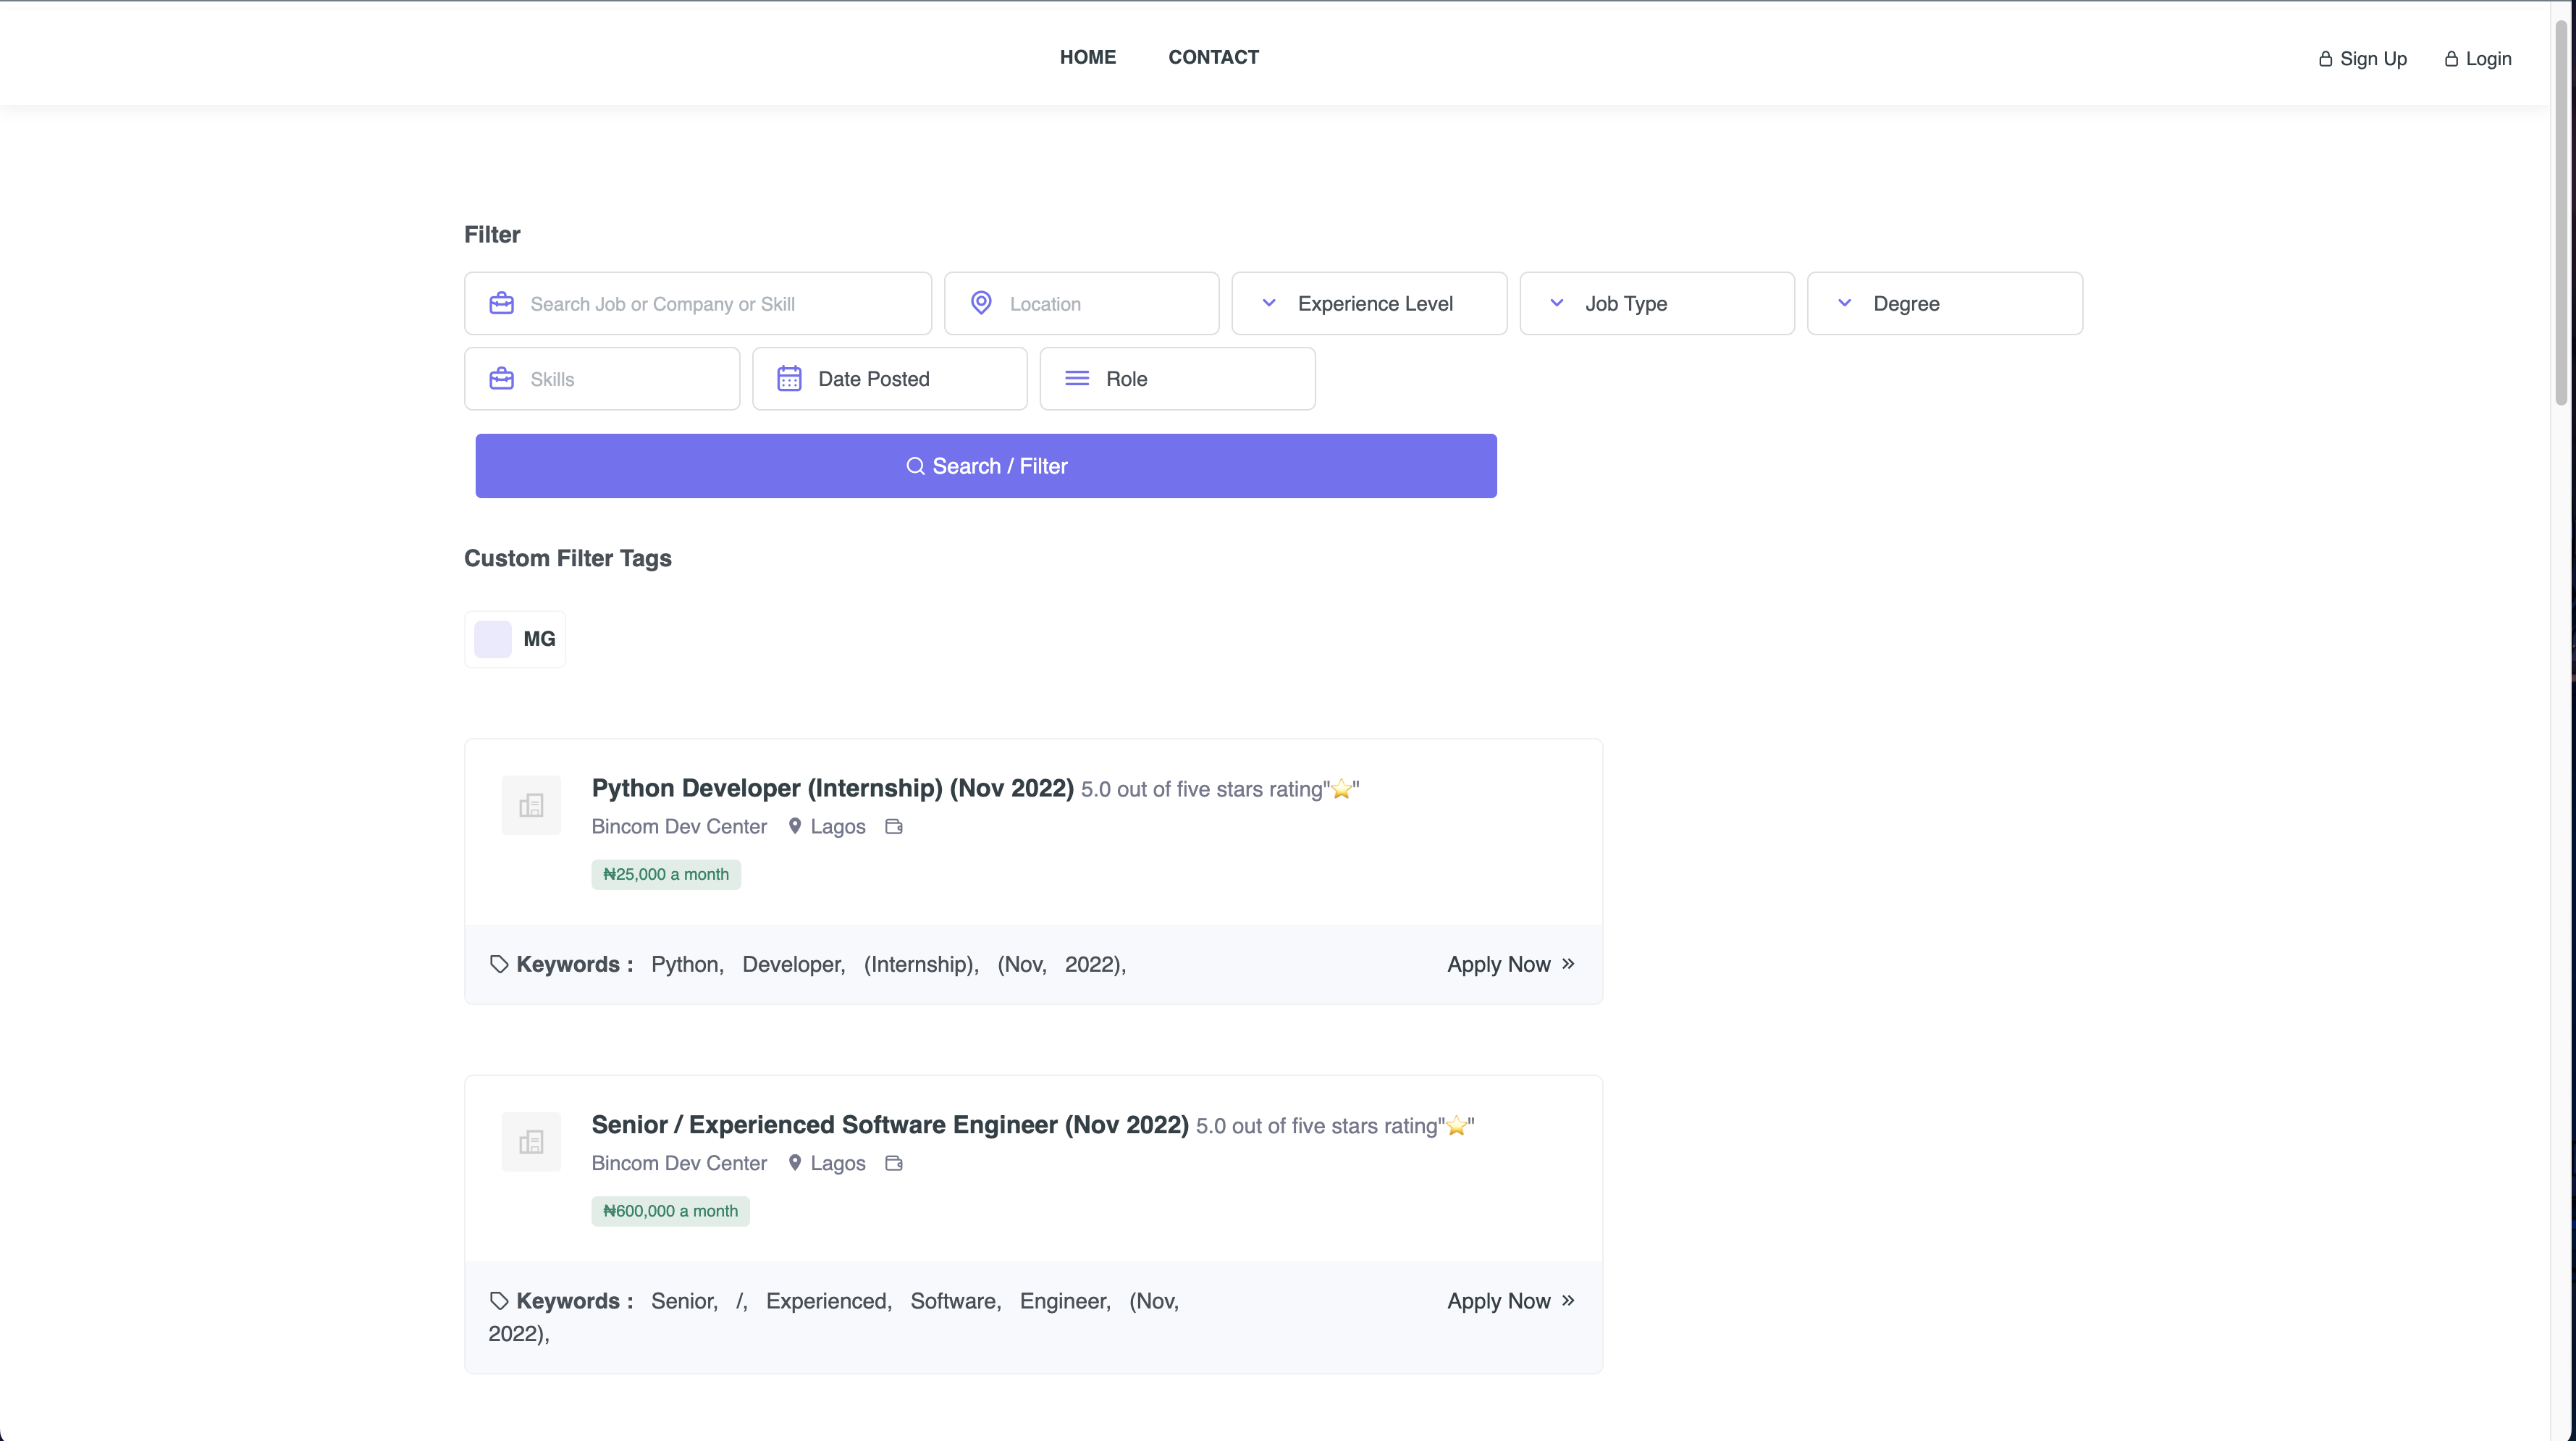 HOME CONTACT Sign Up Login
Filter
Search Job or Company or Skill Location Experience Level Job Type Degree
Skills Date Posted Role
Search / Filter
Custom Filter Tags
MG
Python Developer (Internship) (Nov 2022) 5.0 out of five stars rating"⭐"
Bincom Dev Center Lagos
₦25,000 a month
Keywords : Python, Developer, (Internship), (Nov, 2022), Apply Now »
Senior / Experienced Software Engineer (Nov 2022) 5.0 out of five stars rating"⭐"
Bincom Dev Center Lagos
₦600,000 a month
Keywords : Senior, /, Experienced, Software, Engineer, (Nov, Apply Now »
2022),